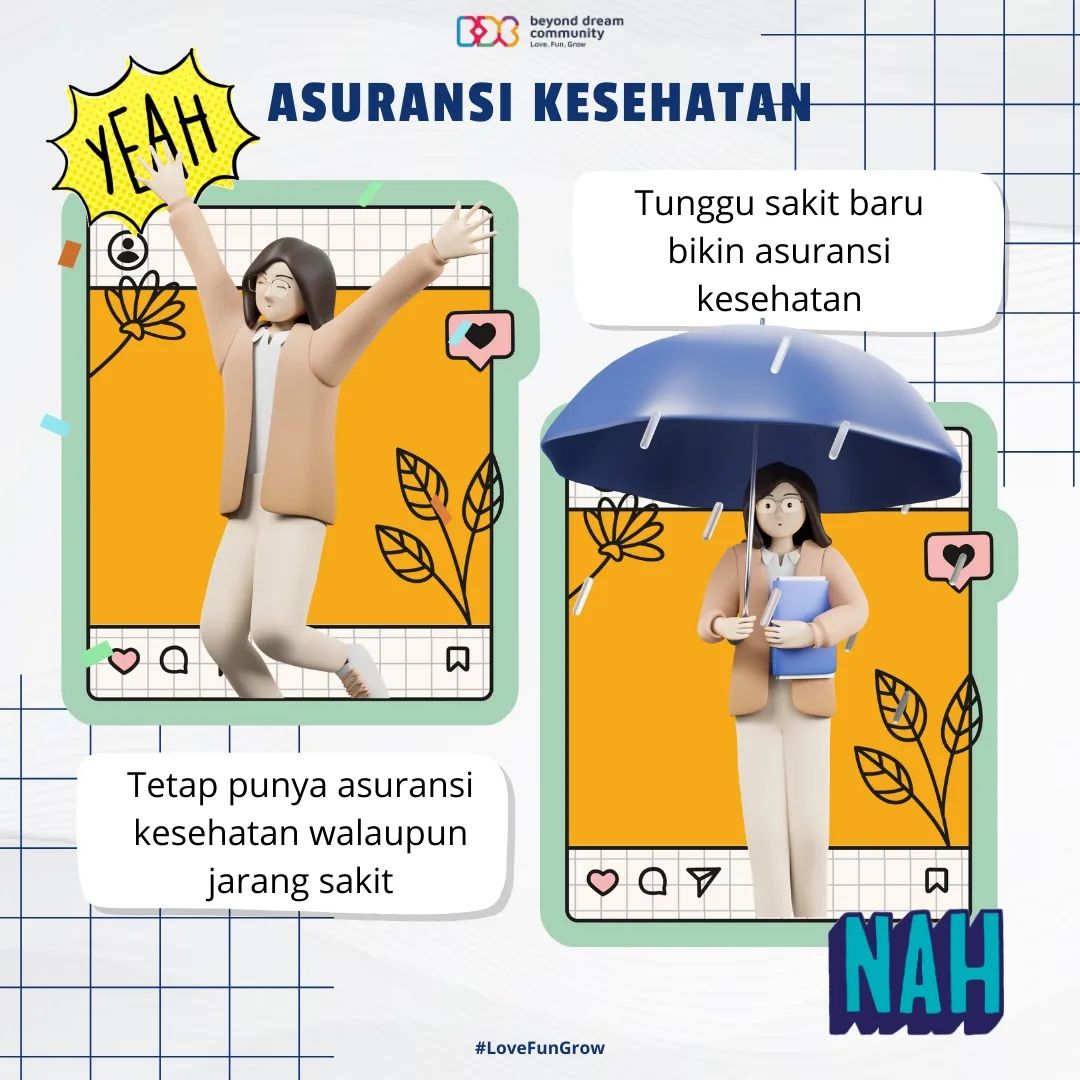 beyond dream
community
Love, Fun, Grow
ASURANSI KESEHATAN
YEAH
Tunggu sakit baru
bikin asuransi
kesehatan
Tetap punya asuransi
kesehatan walaupun
jarang sakit
NAH
#LoveFunGrow